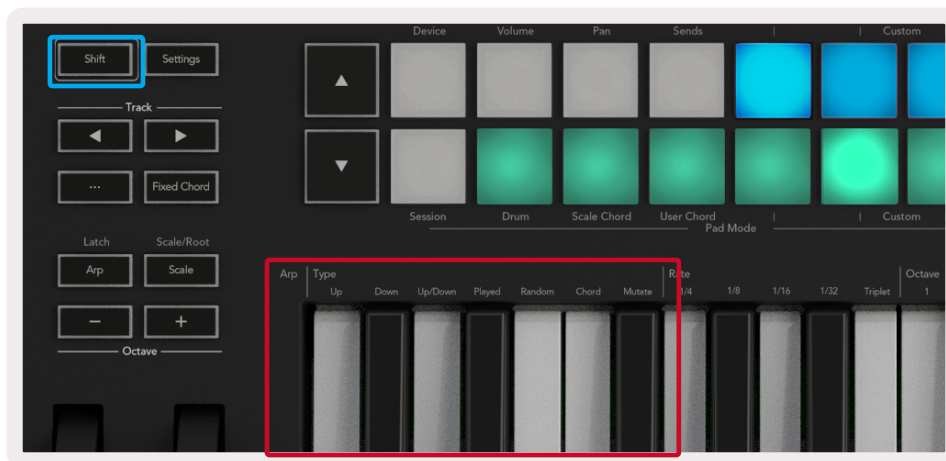 Device Volume Pan Sends Custom
Shift Settings
Track
... Fixed Chord
Session Drum Scale Chord User Chord Custom
Pad Mode
Latch Scale/Root
Arp Scale
− +
Octave
Arp Type Rate Octave
Up Down Up/Down Played Random Chord Mutate 1/4 1/8 1/16 1/32 Triplet 1